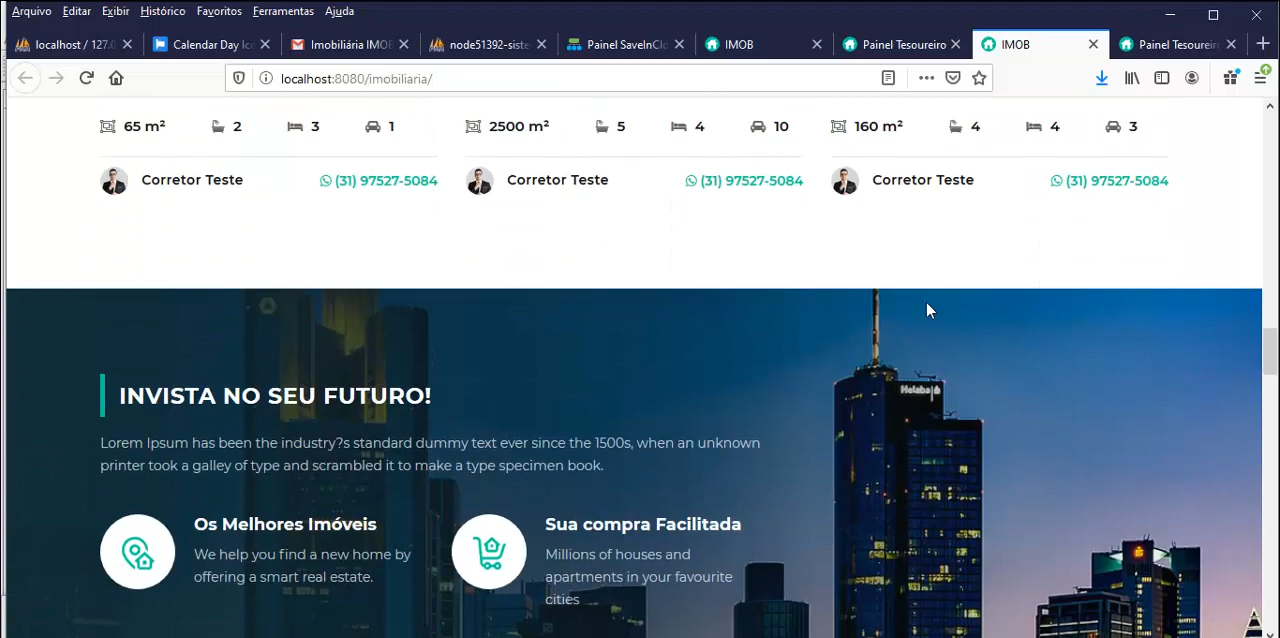 Arquivo Editar Exibir Histórico Favoritos Ferramentas Ajuda
localhost / 127.0 Calendar Day Ic Imobiliária IMOB node51392-siste Painel SaveInClo IMOB Painel Tesoureiro IMOB Painel Tesoureiro
localhost:8080/imobiliaria/
65 m² 2 3 1 2500 m² 5 4 10 160 m² 4 4 3
Corretor Teste (31) 97527-5084 Corretor Teste (31) 97527-5084 Corretor Teste (31) 97527-5084
Helaba
INVISTA NO SEU FUTURO!
Lorem Ipsum has been the industry?s standard dummy text ever since the 1500s, when an unknown
printer took a galley of type and scrambled it to make a type specimen book.
Os Melhores Imóveis
We help you find a new home by
offering a smart real estate.
Sua compra Facilitada
Millions of houses and
apartments in your favourite
cities